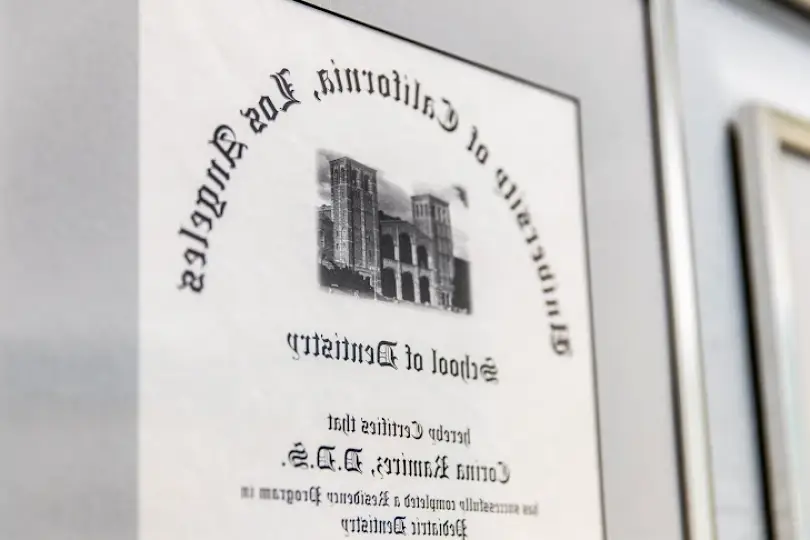 University of California, Los Angeles
School of Dentistry
hereby Certifies that
Corina Ramirez, D.D.S.
has successfully completed a Residency Program in
Pediatric Dentistry